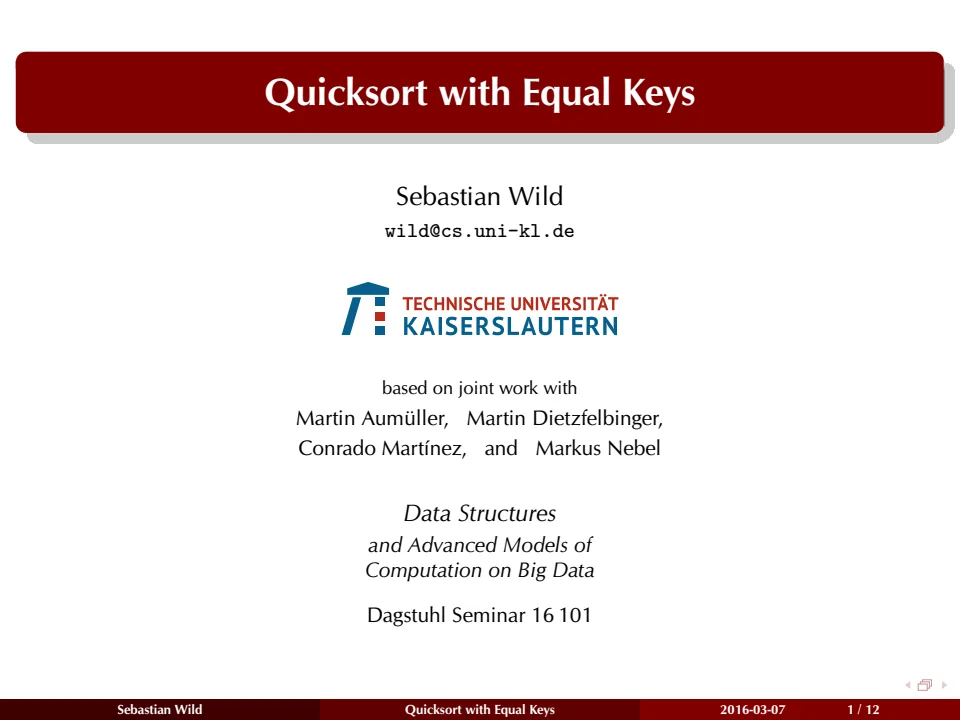 Quicksort with Equal Keys
Sebastian Wild
wild@cs.uni-kl.de
TECHNISCHE UNIVERSITÄT
KAISERSLAUTERN
based on joint work with
Martin Aumüller, Martin Dietzfelbinger,
Conrado Martínez, and Markus Nebel
Data Structures
and Advanced Models of
Computation on Big Data
Dagstuhl Seminar 16 101
Sebastian Wild Quicksort with Equal Keys 2016-03-07 1 / 12